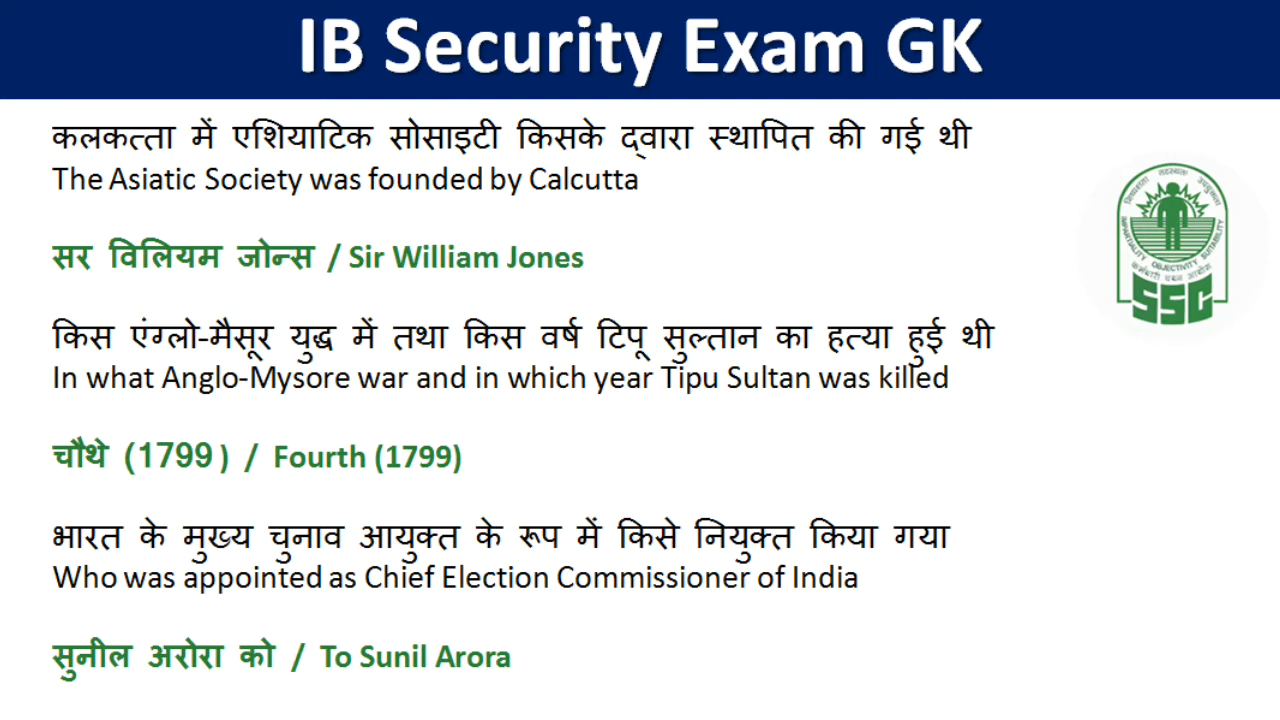 IB Security Exam GK
कलकत्ता में एशियाटिक सोसाइटी किसके द्वारा स्थापित की गई थी
The Asiatic Society was founded by Calcutta
सर विलियम जोन्स / Sir William Jones
किस एंग्लो-मैसूर युद्ध में तथा किस वर्ष टिपू सुल्तान का हत्या हुई थी
In what Anglo-Mysore war and in which year Tipu Sultan was killed
चौथे (1799 ) / Fourth (1799)
भारत के मुख्य चुनाव आयुक्त के रूप में किसे नियुक्त किया गया
Who was appointed as Chief Election Commissioner of India
सुनील अरोरा को / To Sunil Arora
IMPARTIALITY OBJECTIVITY SUITABILITY
SSC